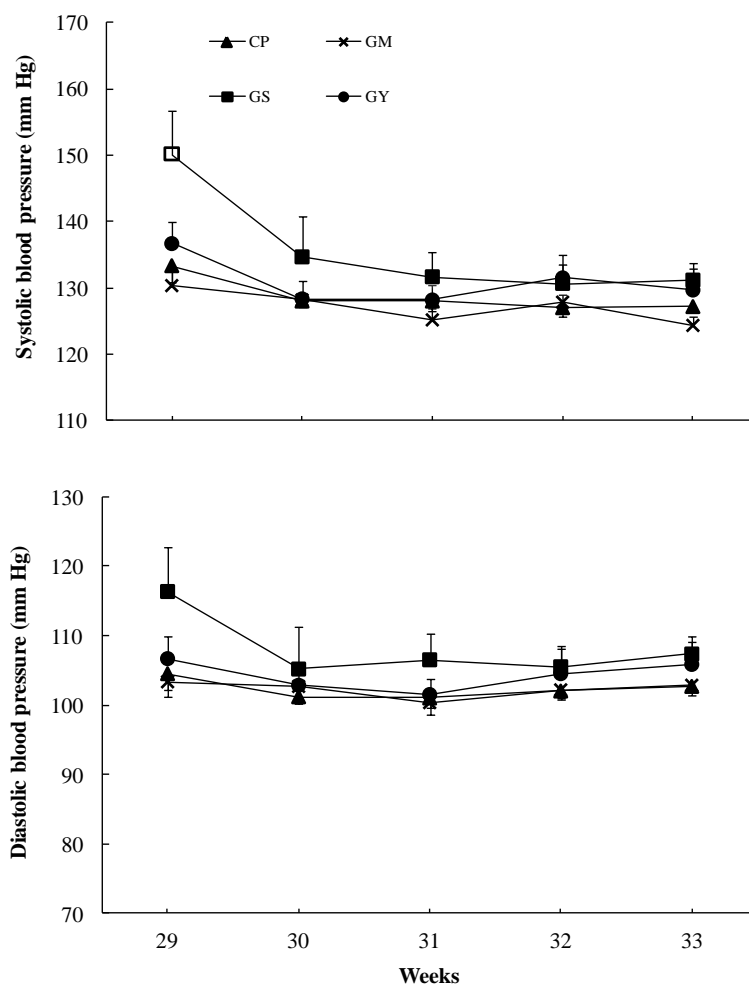 170
CP GM
160
GS GY
150
140
130
120
110
Systolic blood pressure (mm Hg)
130
120
110
100
90
80
70
Diastolic blood pressure (mm Hg)
29 30 31 32 33
Weeks